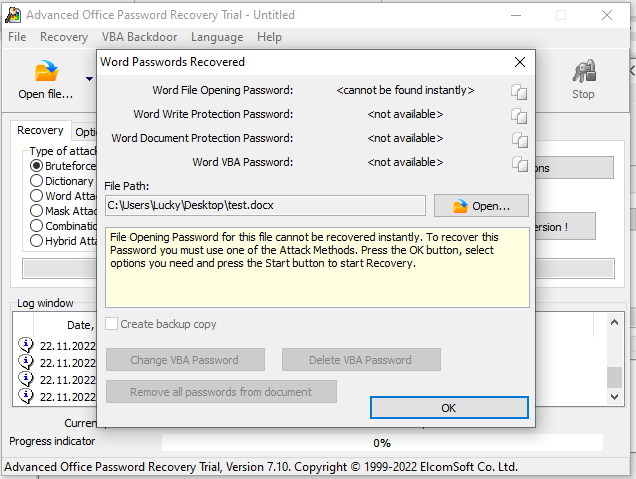 Advanced Office Password Recovery Trial - Untitled
File Recovery VBA Backdoor Language Help
Open file...
Stop
Word Passwords Recovered
Word File Opening Password: <cannot be found instantly>
Word Write Protection Password: <not available>
Word Document Protection Password: <not available>
Word VBA Password: <not available>
File Path:
C:\Users\Lucky\Desktop\test.docx
Open...
File Opening Password for this file cannot be recovered instantly. To recover this
Password you must use one of the Attack Methods. Press the OK button, select
options you need and press the Start button to start Recovery.
Create backup copy
Change VBA Password Delete VBA Password
Remove all passwords from document
OK
Recovery
Type of attac
Bruteforce
Dictionary
Word Attac
Mask Attac
Combinatio
Hybrid Attac
ons
ersion !
Log window
Date,
22.11.2022
22.11.2022
22.11.2022
22.11.2022
Progress indicator
0%
Advanced Office Password Recovery Trial, Version 7.10. Copyright © 1999-2022 ElcomSoft Co. Ltd.